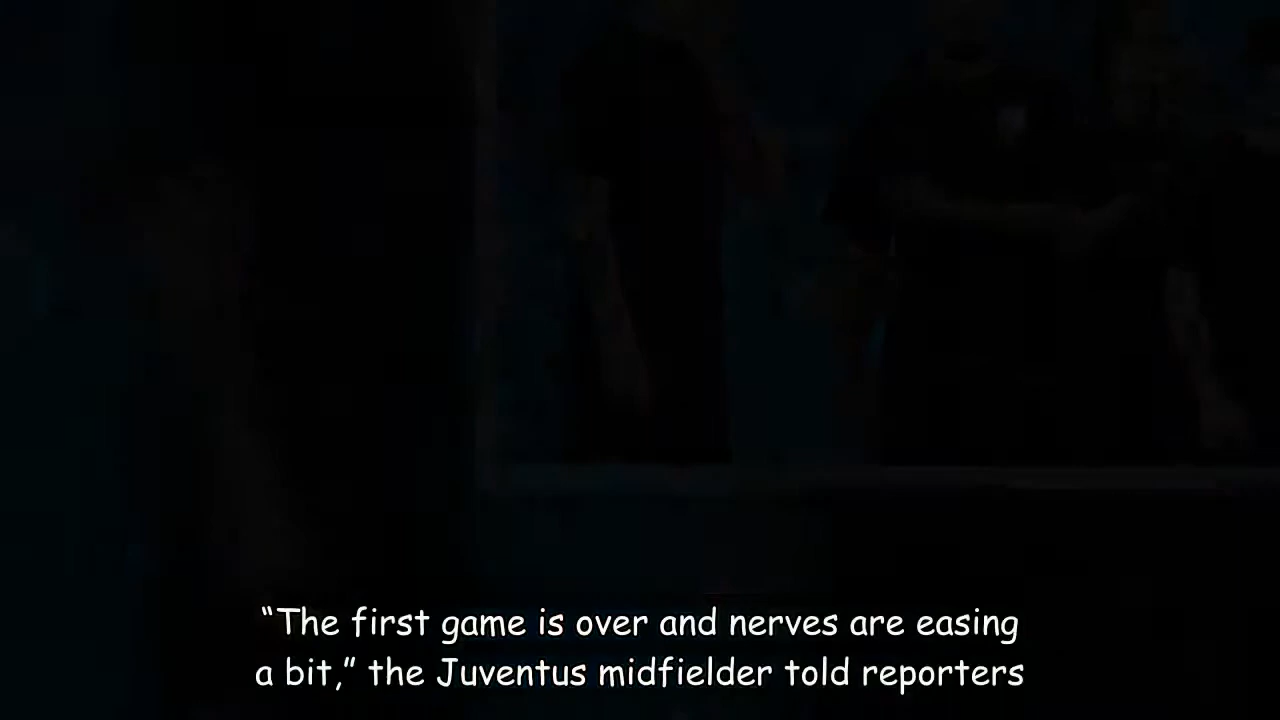 “The first game is over and nerves are easing
a bit,” the Juventus midfielder told reporters